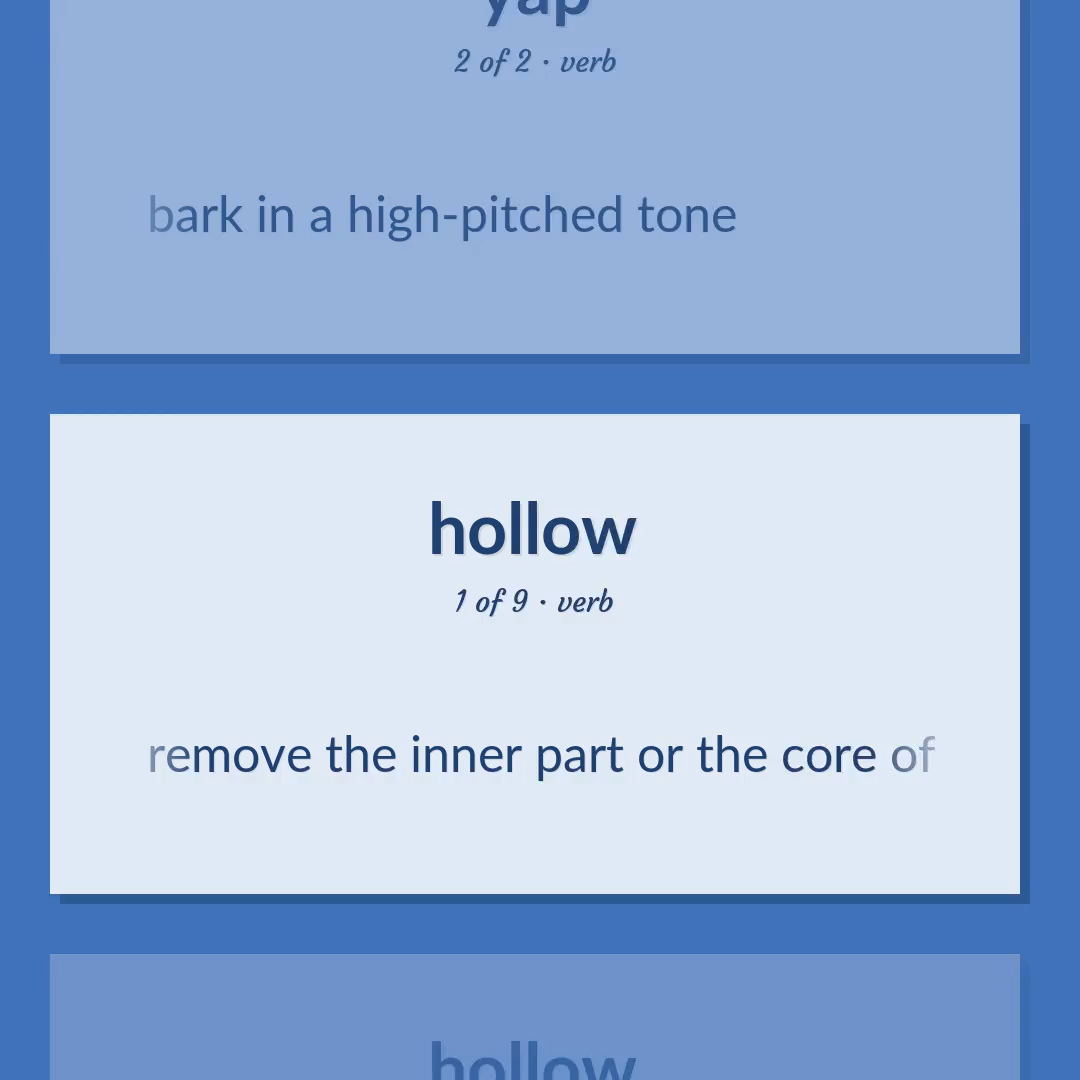 yap
2 of 2 · verb
bark in a high-pitched tone
hollow
1 of 9 · verb
remove the inner part or the core of
hollow